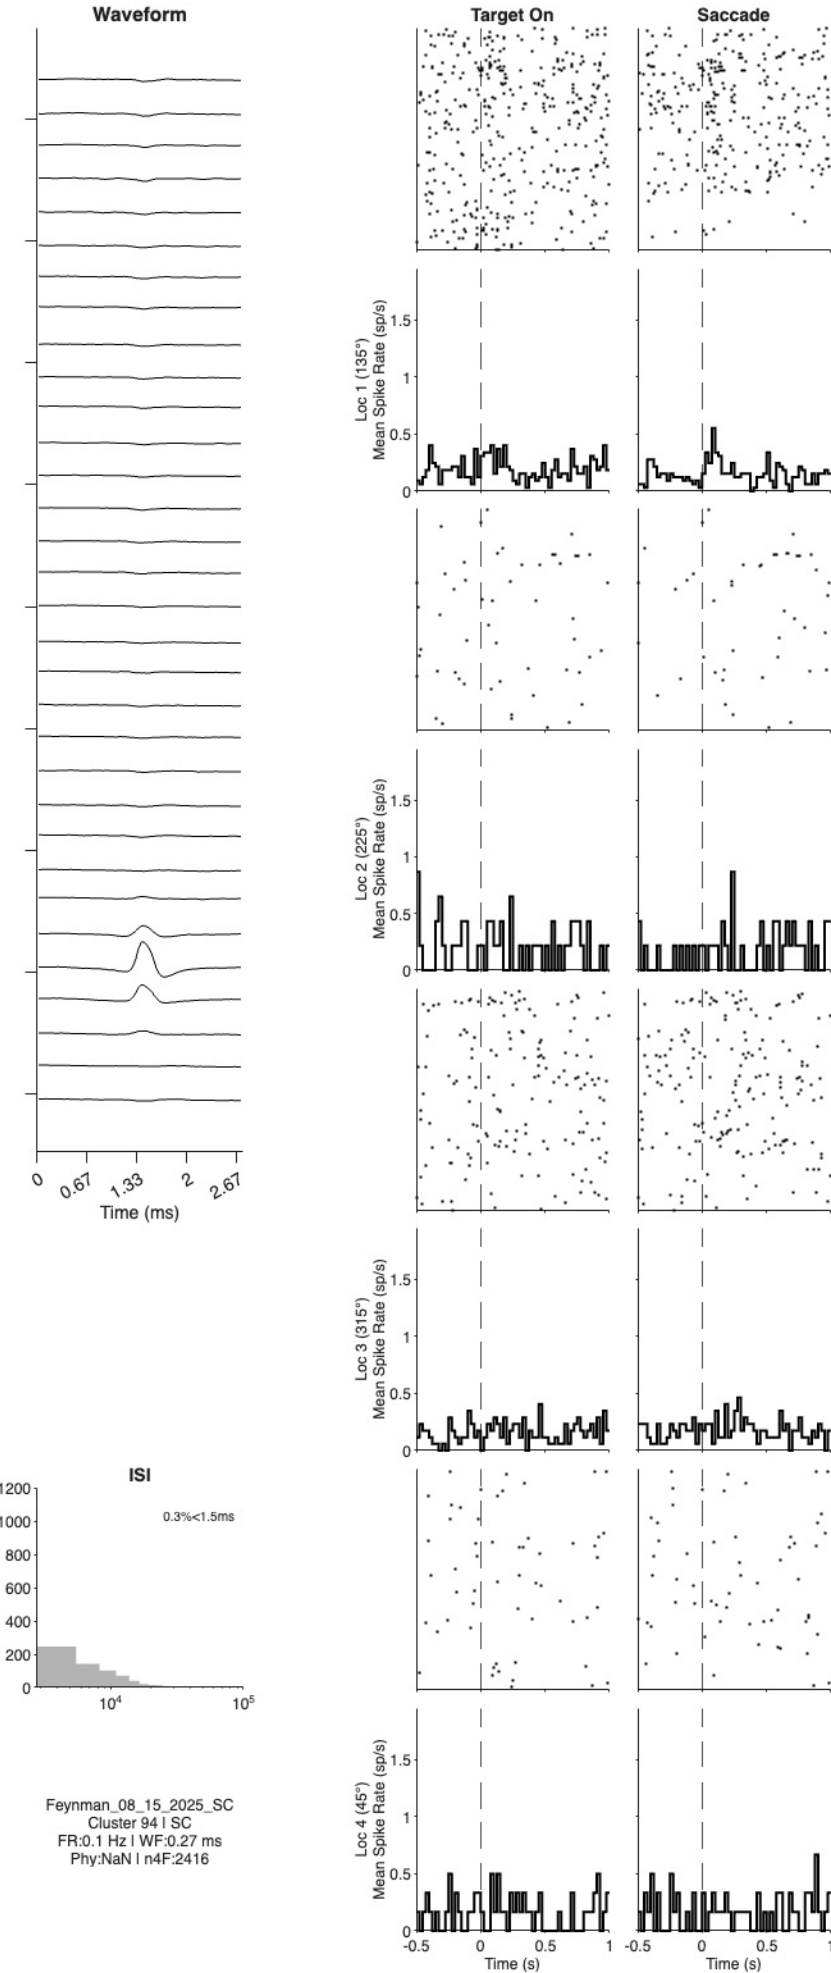 Waveform
0
0.67
1.33
2
2.67
Time (ms)
ISI
0.3%<1.5ms
1200
1000
800
600
400
200
0
10⁴
10⁵
Feynman_08_15_2025_SC
Cluster 94 | SC
FR:0.1 Hz | WF:0.27 ms
Phy:NaN | n4F:2416
Target On
Saccade
Loc 1 (135°)
Mean Spike Rate (sp/s)
1.5
1
0.5
0
Loc 2 (225°)
Mean Spike Rate (sp/s)
1.5
1
0.5
0
Loc 3 (315°)
Mean Spike Rate (sp/s)
1.5
1
0.5
0
Loc 4 (45°)
Mean Spike Rate (sp/s)
1.5
1
0.5
0
-0.5
0
0.5
1
Time (s)
-0.5
0
0.5
1
Time (s)